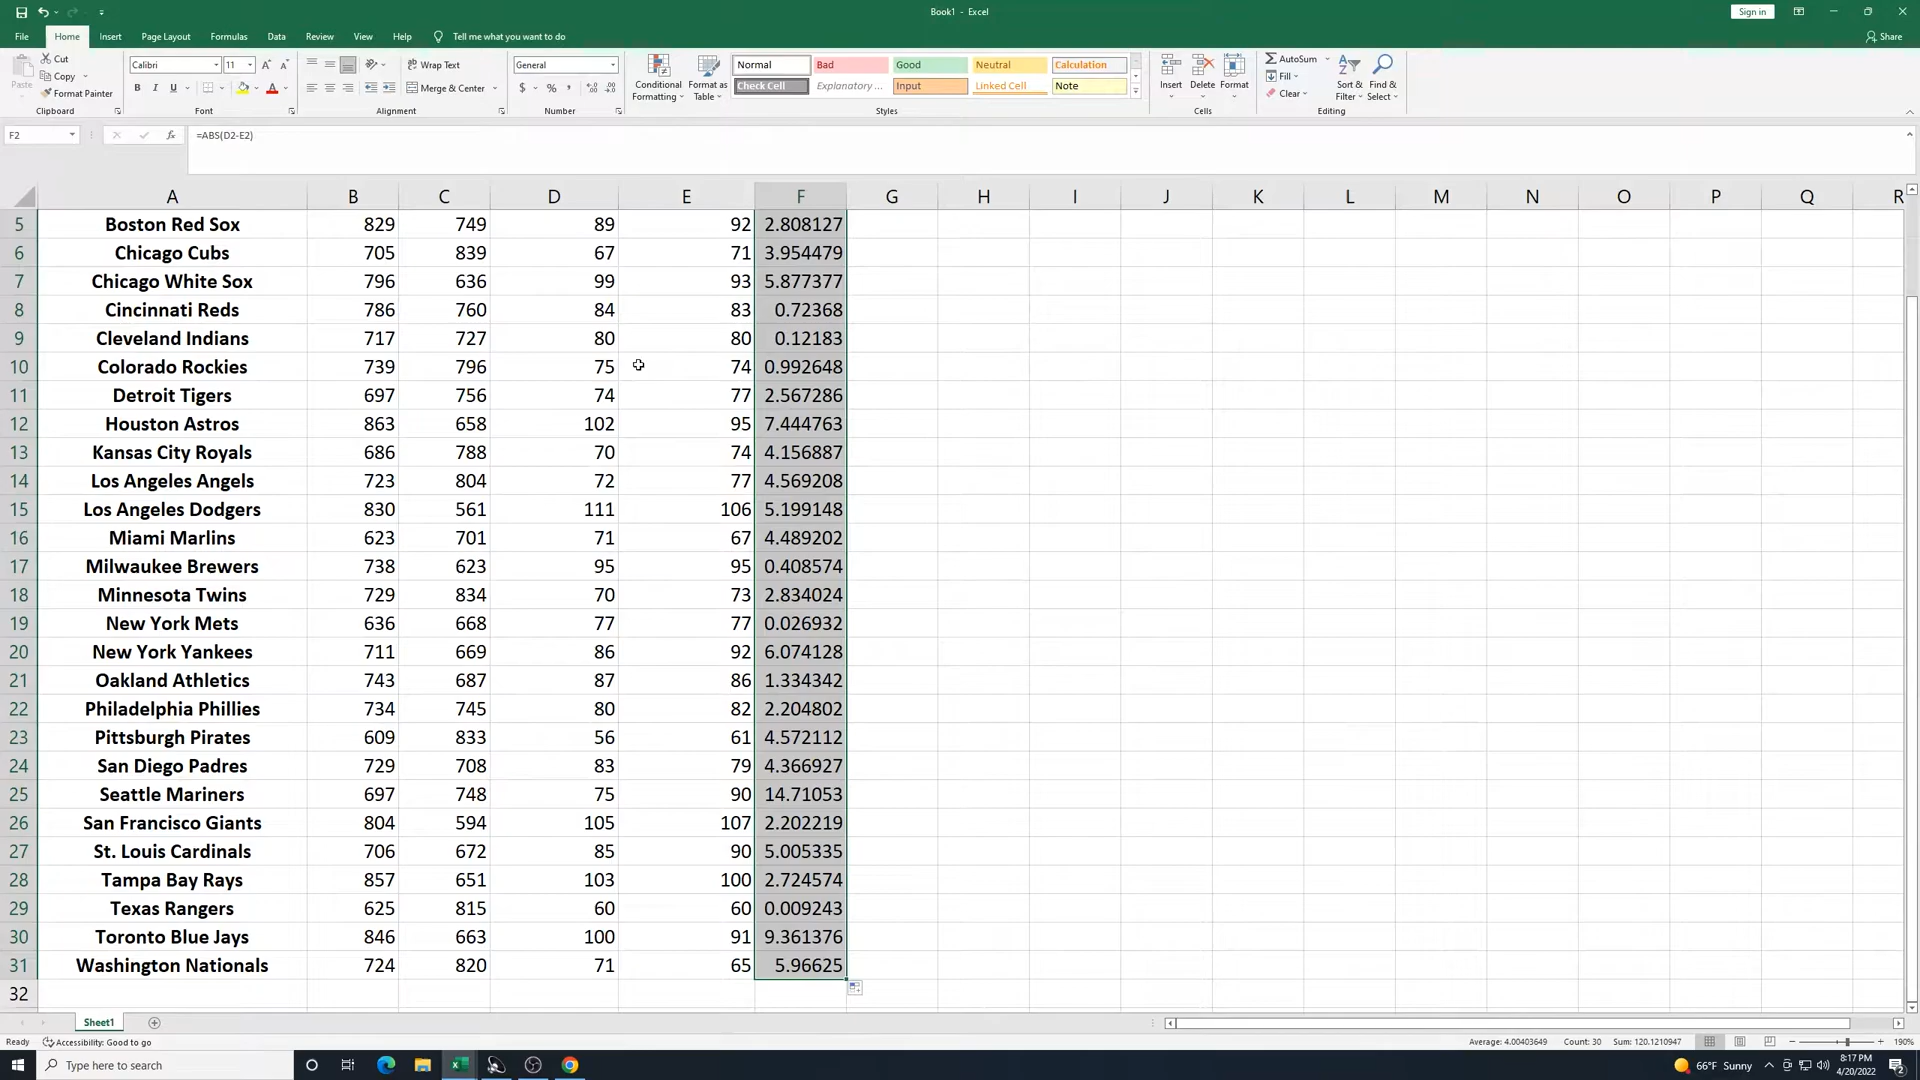 Book1 - Excel
Sign in
File Home Insert Page Layout Formulas Data Review View Help Tell me what you want to do
Share
Paste
Cut
Copy
Format Painter
Clipboard
Calibri 11
B I U
Font
Wrap Text
Merge & Center
Alignment
General
$ % ,
Number
Conditional Formatting
Format as Table
Normal Bad Good Neutral Calculation
Check Cell Explanatory ... Input Linked Cell Note
Styles
Insert Delete Format
Cells
AutoSum
Fill
Clear
Sort & Filter
Find & Select
Editing
F2 fx =ABS(D2-E2)
A B C D E F G H I J K L M N O P Q R
5 Boston Red Sox 829 749 89 92 2.808127
6 Chicago Cubs 705 839 67 71 3.954479
7 Chicago White Sox 796 636 99 93 5.877377
8 Cincinnati Reds 786 760 84 83 0.72368
9 Cleveland Indians 717 727 80 80 0.12183
10 Colorado Rockies 739 796 75 74 0.992648
11 Detroit Tigers 697 756 74 77 2.567286
12 Houston Astros 863 658 102 95 7.444763
13 Kansas City Royals 686 788 70 74 4.156887
14 Los Angeles Angels 723 804 72 77 4.569208
15 Los Angeles Dodgers 830 561 111 106 5.199148
16 Miami Marlins 623 701 71 67 4.489202
17 Milwaukee Brewers 738 623 95 95 0.408574
18 Minnesota Twins 729 834 70 73 2.834024
19 New York Mets 636 668 77 77 0.026932
20 New York Yankees 711 669 86 92 6.074128
21 Oakland Athletics 743 687 87 86 1.334342
22 Philadelphia Phillies 734 745 80 82 2.204802
23 Pittsburgh Pirates 609 833 56 61 4.572112
24 San Diego Padres 729 708 83 79 4.366927
25 Seattle Mariners 697 748 75 90 14.71053
26 San Francisco Giants 804 594 105 107 2.202219
27 St. Louis Cardinals 706 672 85 90 5.005335
28 Tampa Bay Rays 857 651 103 100 2.724574
29 Texas Rangers 625 815 60 60 0.009243
30 Toronto Blue Jays 846 663 100 91 9.361376
31 Washington Nationals 724 820 71 65 5.96625
32
Sheet1
Ready Accessibility: Good to go Average: 4.00403649 Count: 30 Sum: 120.1210947 190%
Type here to search
66°F Sunny
8:17 PM
4/20/2022
2